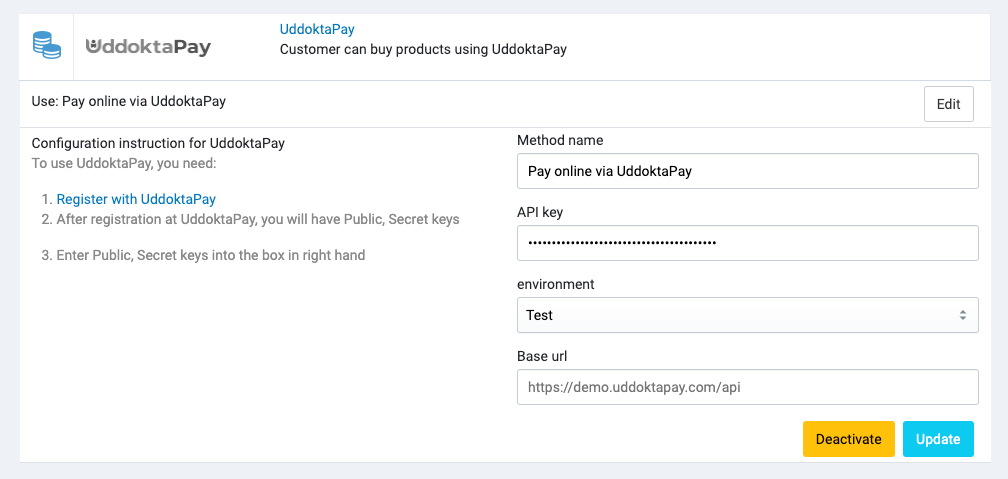 UddoktaPay
UddoktaPay
Customer can buy products using UddoktaPay
Use: Pay online via UddoktaPay
Edit
Configuration instruction for UddoktaPay
To use UddoktaPay, you need:
1. Register with UddoktaPay
2. After registration at UddoktaPay, you will have Public, Secret keys
3. Enter Public, Secret keys into the box in right hand
Method name
Pay online via UddoktaPay
API key
•••••••••••••••••••••••••••••••••••••••••
environment
Test
Base url
https://demo.uddoktapay.com/api
Deactivate
Update